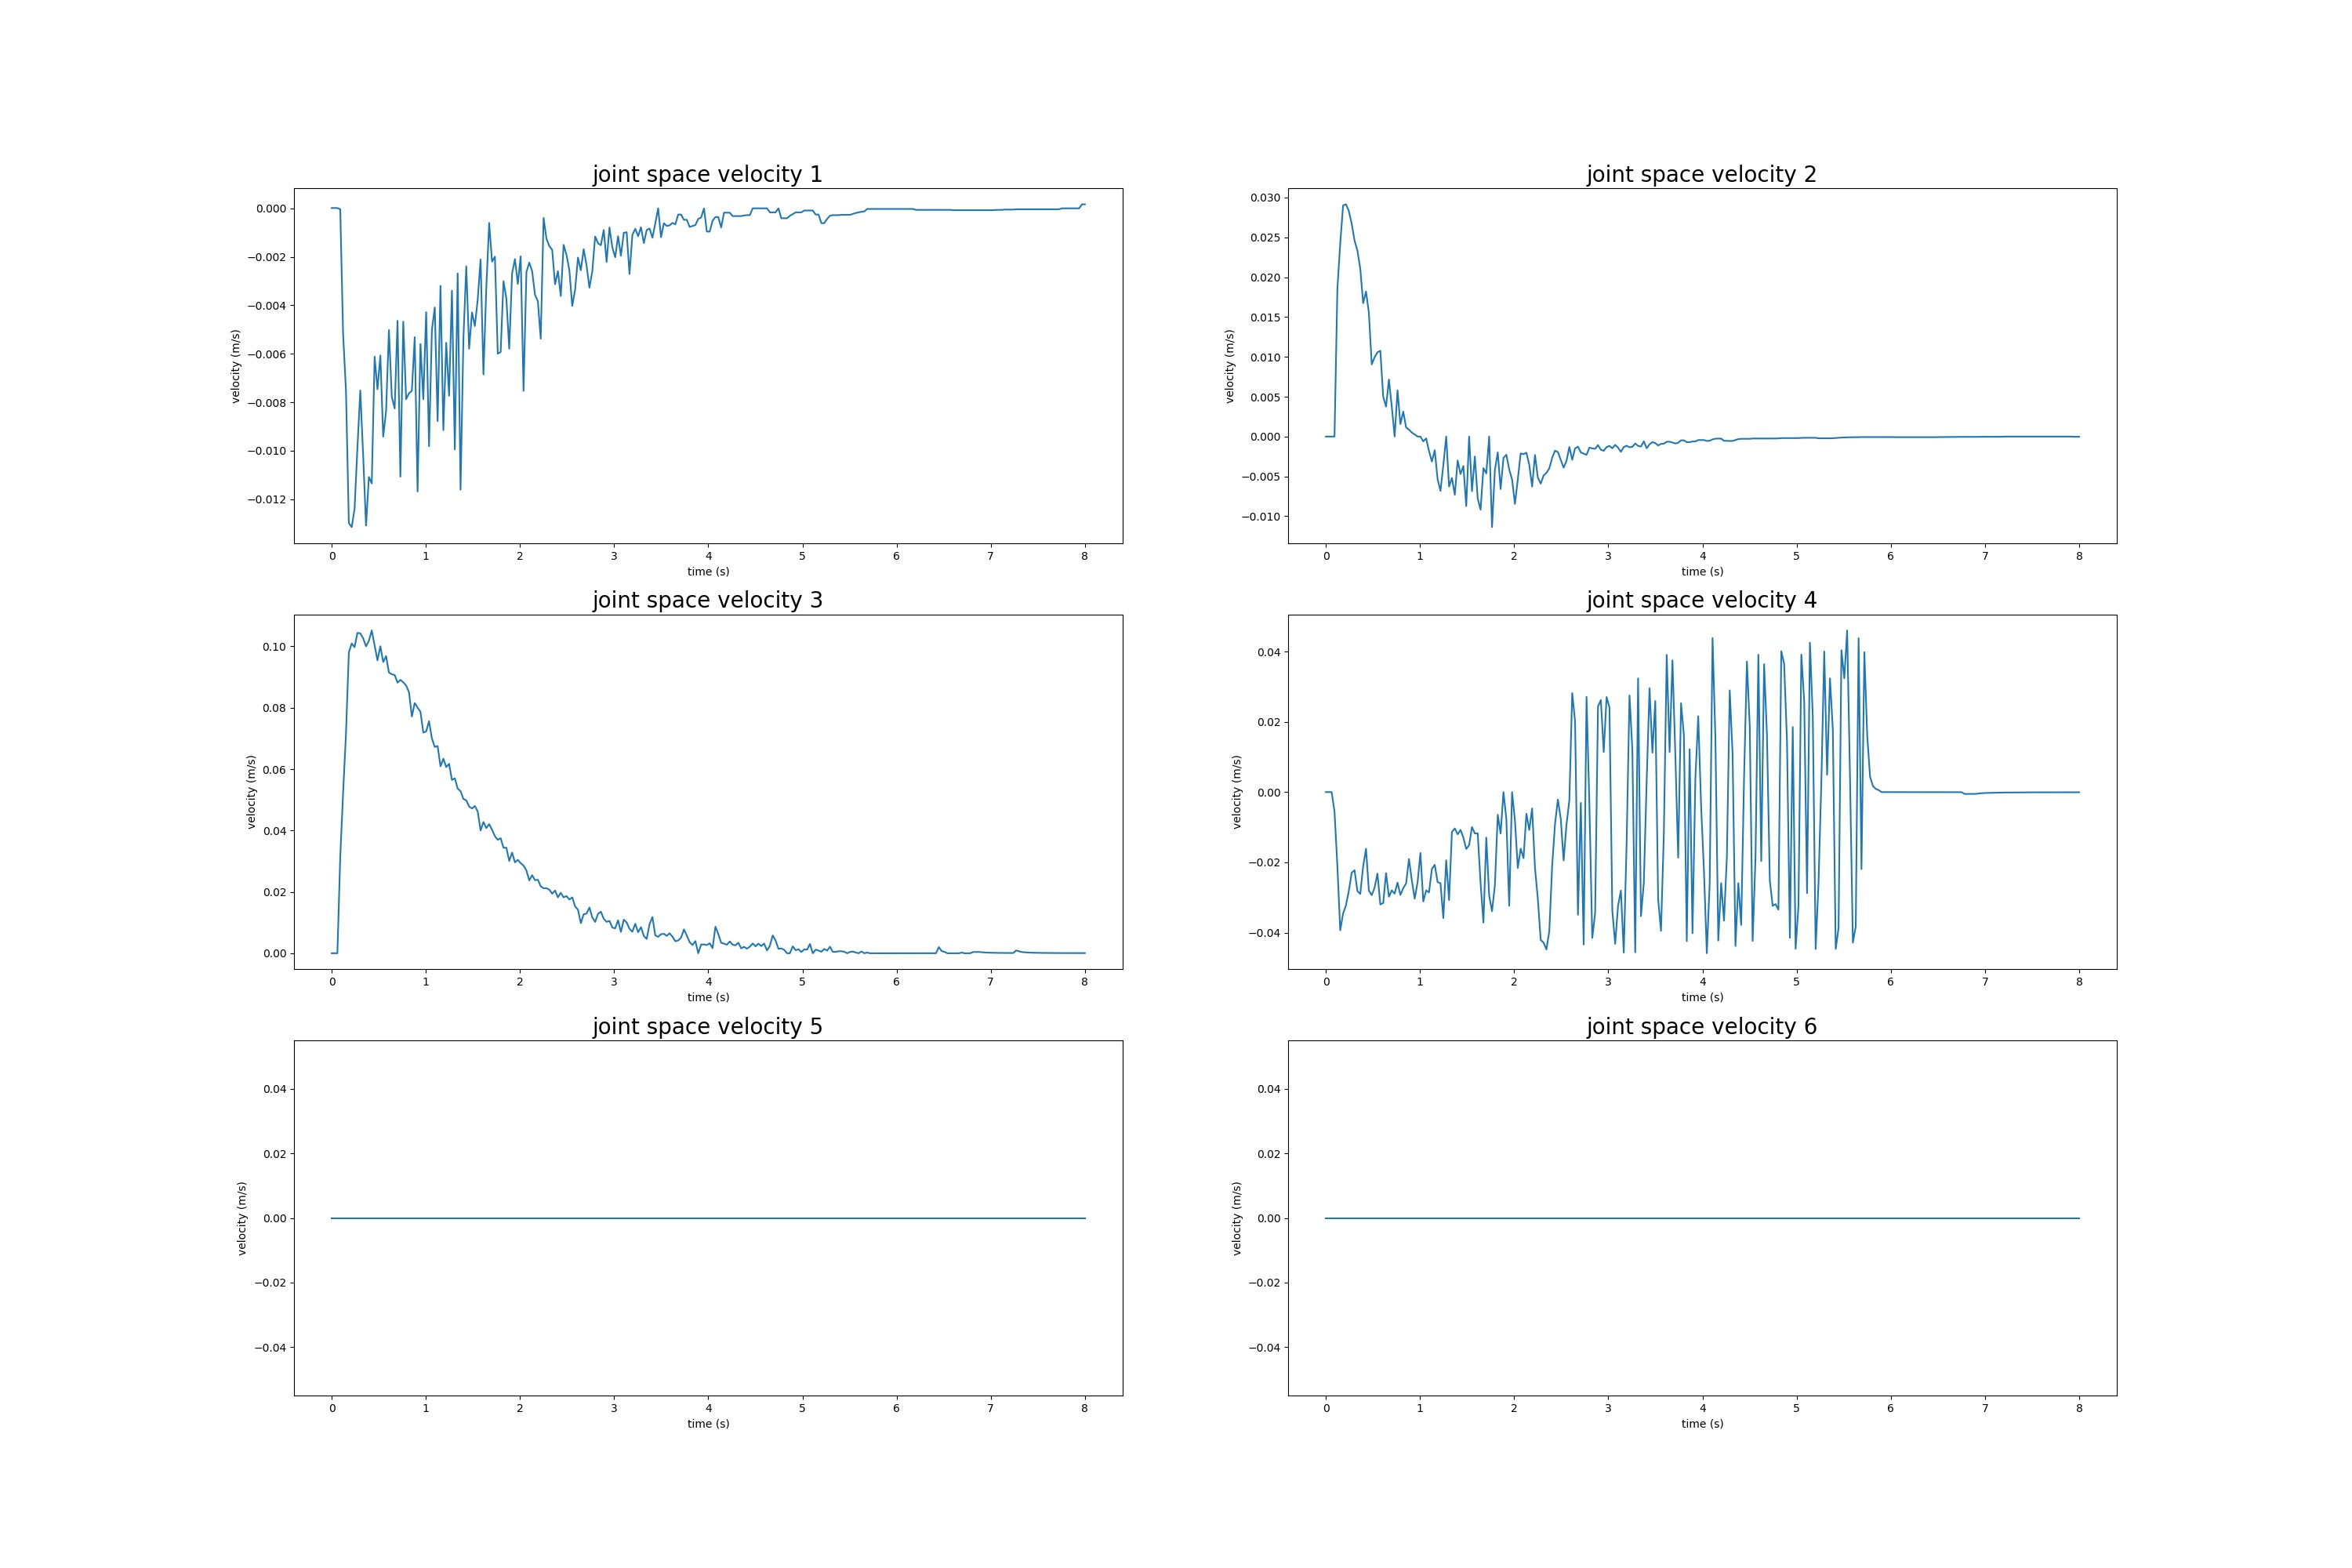 joint space velocity 1
0.000
−0.002
−0.004
−0.006
−0.008
−0.010
−0.012
velocity (m/s)
0 1 2 3 4 5 6 7 8
time (s)
joint space velocity 2
0.030
0.025
0.020
0.015
0.010
0.005
0.000
−0.005
−0.010
velocity (m/s)
0 1 2 3 4 5 6 7 8
time (s)
joint space velocity 3
0.10
0.08
0.06
0.04
0.02
0.00
velocity (m/s)
0 1 2 3 4 5 6 7 8
time (s)
joint space velocity 4
0.04
0.02
0.00
−0.02
−0.04
velocity (m/s)
0 1 2 3 4 5 6 7 8
time (s)
joint space velocity 5
0.04
0.02
0.00
−0.02
−0.04
velocity (m/s)
0 1 2 3 4 5 6 7 8
time (s)
joint space velocity 6
0.04
0.02
0.00
−0.02
−0.04
velocity (m/s)
0 1 2 3 4 5 6 7 8
time (s)